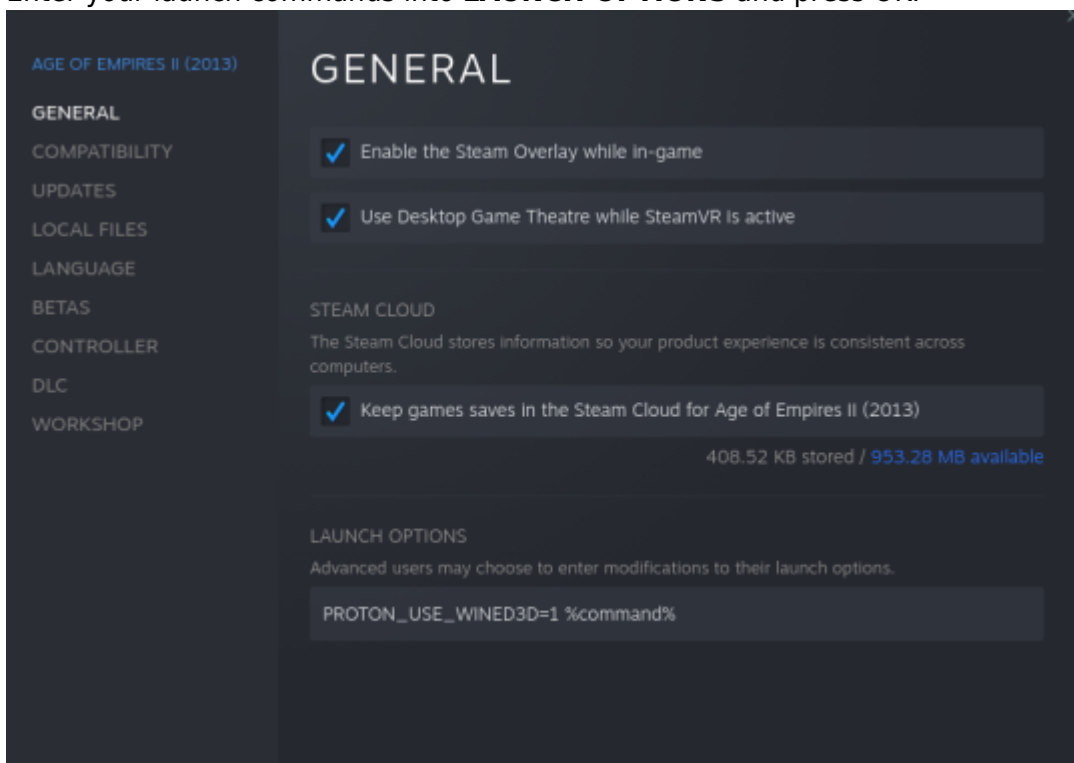 Enter your launch commands into LAUNCH OPTIONS and press OK.
AGE OF EMPIRES II (2013)
GENERAL
COMPATIBILITY
UPDATES
LOCAL FILES
LANGUAGE
BETAS
CONTROLLER
DLC
WORKSHOP
GENERAL
Enable the Steam Overlay while in-game
Use Desktop Game Theatre while SteamVR is active
STEAM CLOUD
The Steam Cloud stores information so your product experience is consistent across
computers.
Keep games saves in the Steam Cloud for Age of Empires II (2013)
408.52 KB stored / 953.28 MB available
LAUNCH OPTIONS
Advanced users may choose to enter modifications to their launch options.
PROTON_USE_WINED3D=1 %command%